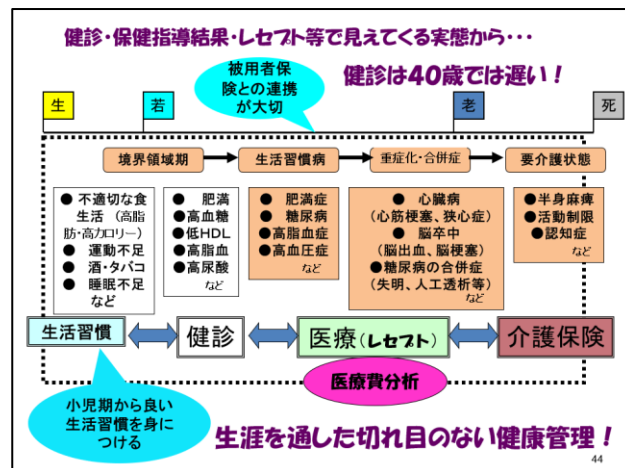 健診・保健指導結果・レセプト等で見えてくる実態から・・・
被用者保
険との連携
が大切
健診は40歳では遅い！
生
若
老
死
境界領域期
生活習慣病
重症化・合併症
要介護状態
● 不適切な食
生活 (高脂
肪・高カロリー)
● 運動不足
● 酒・タバコ
● 睡眠不足
など
● 肥満
●高血糖
●低HDL
●高脂血
●高尿酸
など
● 肥満症
● 糖尿病
●高脂血症
●高血圧症
など
● 心臓病
(心筋梗塞、狭心症)
● 脳卒中
(脳出血、脳梗塞)
●糖尿病の合併症
(失明、人工透析等)
など
●半身麻痺
●活動制限
●認知症
など
生活習慣
健診
医療(レセプト)
介護保険
医療費分析
小児期から良い
生活習慣を身に
つける
生涯を通した切れ目のない健康管理！
44